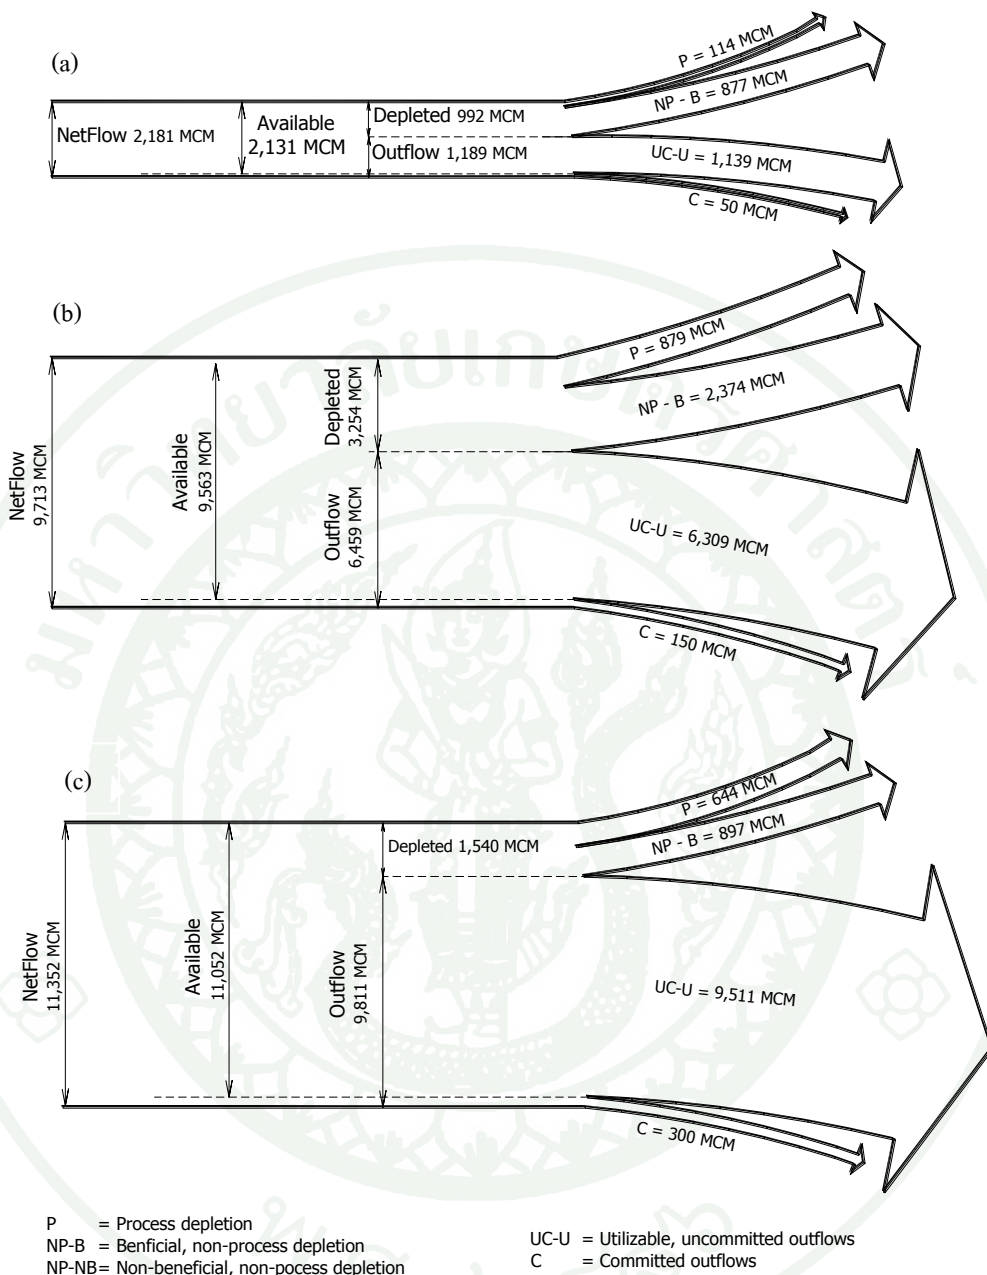 (a)
P = 114 MCM
NP - B = 877 MCM
Depleted 992 MCM
Available
2,131 MCM
NetFlow 2,181 MCM
Outflow 1,189 MCM
UC-U = 1,139 MCM
C = 50 MCM
(b)
P = 879 MCM
NP - B = 2,374 MCM
Depleted
3,254 MCM
NetFlow
9,713 MCM
Available
9,563 MCM
Outflow
6,459 MCM
UC-U = 6,309 MCM
C = 150 MCM
(c)
P = 644 MCM
NP - B = 897 MCM
Depleted 1,540 MCM
NetFlow
11,352 MCM
Available
11,052 MCM
Outflow
9,811 MCM
UC-U = 9,511 MCM
C = 300 MCM
P = Process depletion
NP-B = Benficial, non-process depletion
NP-NB= Non-beneficial, non-pocess depletion
UC-U = Utilizable, uncommitted outflows
C = Committed outflows